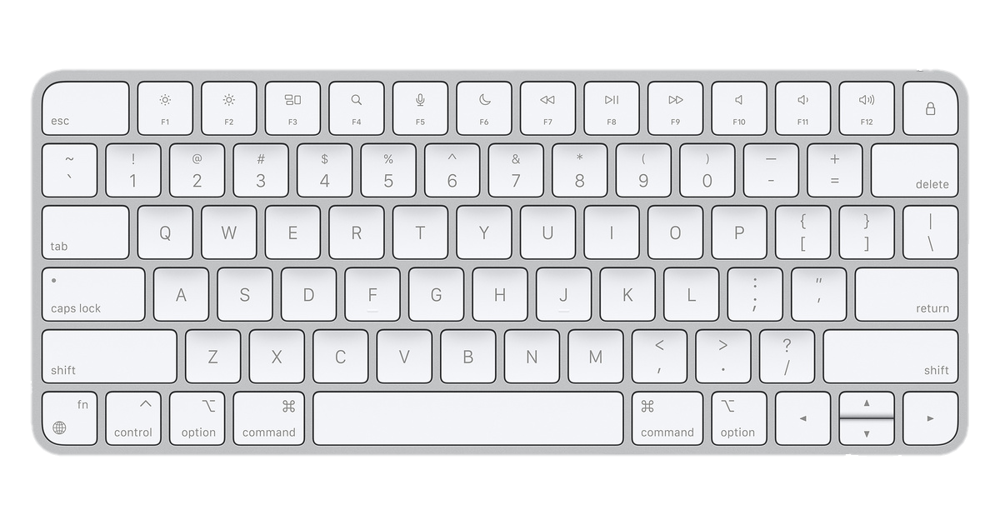 esc F1 F2 F3 F4 F5 F6 F7 F8 F9 F10 F11 F12
~ ! @ # $ % ^ & * ( ) — +
` 1 2 3 4 5 6 7 8 9 0 - = delete
tab Q W E R T Y U I O P { } |
[ ] \
caps lock A S D F G H J K L : "
; ' return
shift Z X C V B N M < > ? shift
, . /
fn ^ ⌥ ⌘ ⌘ ⌥
control option command command option